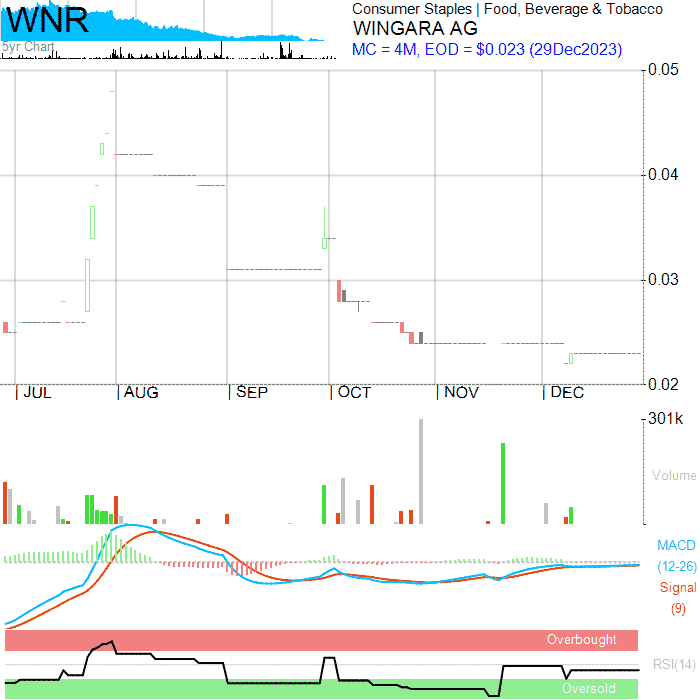 WNR
5yr Chart
Consumer Staples | Food, Beverage & Tobacco
WINGARA AG
MC = 4M, EOD = $0.023 (29Dec2023)
0.05
0.04
0.03
0.02
JUL AUG SEP OCT NOV DEC
301k
Volume
MACD
(12-26)
Signal
(9)
Overbought
RSI(14)
Oversold